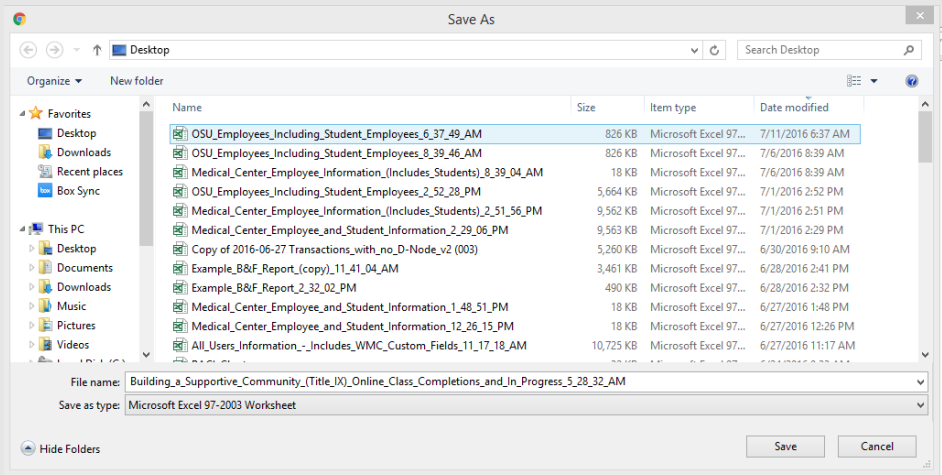 Save As
Desktop
Search Desktop
Organize
New folder
Favorites
Desktop
Downloads
Recent places
Box Sync
This PC
Desktop
Documents
Downloads
Music
Pictures
Videos
Name Size Item type Date modified
OSU_Employees_Including_Student_Employees_6_37_49_AM 826 KB Microsoft Excel 97... 7/11/2016 6:37 AM
OSU_Employees_Including_Student_Employees_8_39_46_AM 826 KB Microsoft Excel 97... 7/6/2016 8:39 AM
Medical_Center_Employee_Information_(Includes_Students)_8_39_04_AM 18 KB Microsoft Excel 97... 7/6/2016 8:39 AM
OSU_Employees_Including_Student_Employees_2_52_28_PM 5,664 KB Microsoft Excel 97... 7/1/2016 2:52 PM
Medical_Center_Employee_Information_(Includes_Students)_2_51_56_PM 9,562 KB Microsoft Excel 97... 7/1/2016 2:51 PM
Medical_Center_Employee_and_Student_Information_2_29_06_PM 9,563 KB Microsoft Excel 97... 7/1/2016 2:29 PM
Copy of 2016-06-27 Transactions_with_no_D-Node_v2 (003) 5,260 KB Microsoft Excel 97... 6/30/2016 9:10 AM
Example_B&F_Report_(copy)_11_41_04_AM 3,461 KB Microsoft Excel 97... 6/28/2016 2:41 PM
Example_B&F_Report_2_32_02_PM 490 KB Microsoft Excel 97... 6/28/2016 2:32 PM
Medical_Center_Employee_and_Student_Information_1_48_51_PM 18 KB Microsoft Excel 97... 6/27/2016 1:48 PM
Medical_Center_Employee_and_Student_Information_12_26_15_PM 18 KB Microsoft Excel 97... 6/27/2016 12:26 PM
All_Users_Information_-_Includes_WMC_Custom_Fields_11_17_18_AM 10,725 KB Microsoft Excel 97... 6/27/2016 11:17 AM
File name: Building_a_Supportive_Community_(Title_IX)_Online_Class_Completions_and_In_Progress_5_28_32_AM
Save as type: Microsoft Excel 97-2003 Worksheet
Hide Folders
Save
Cancel